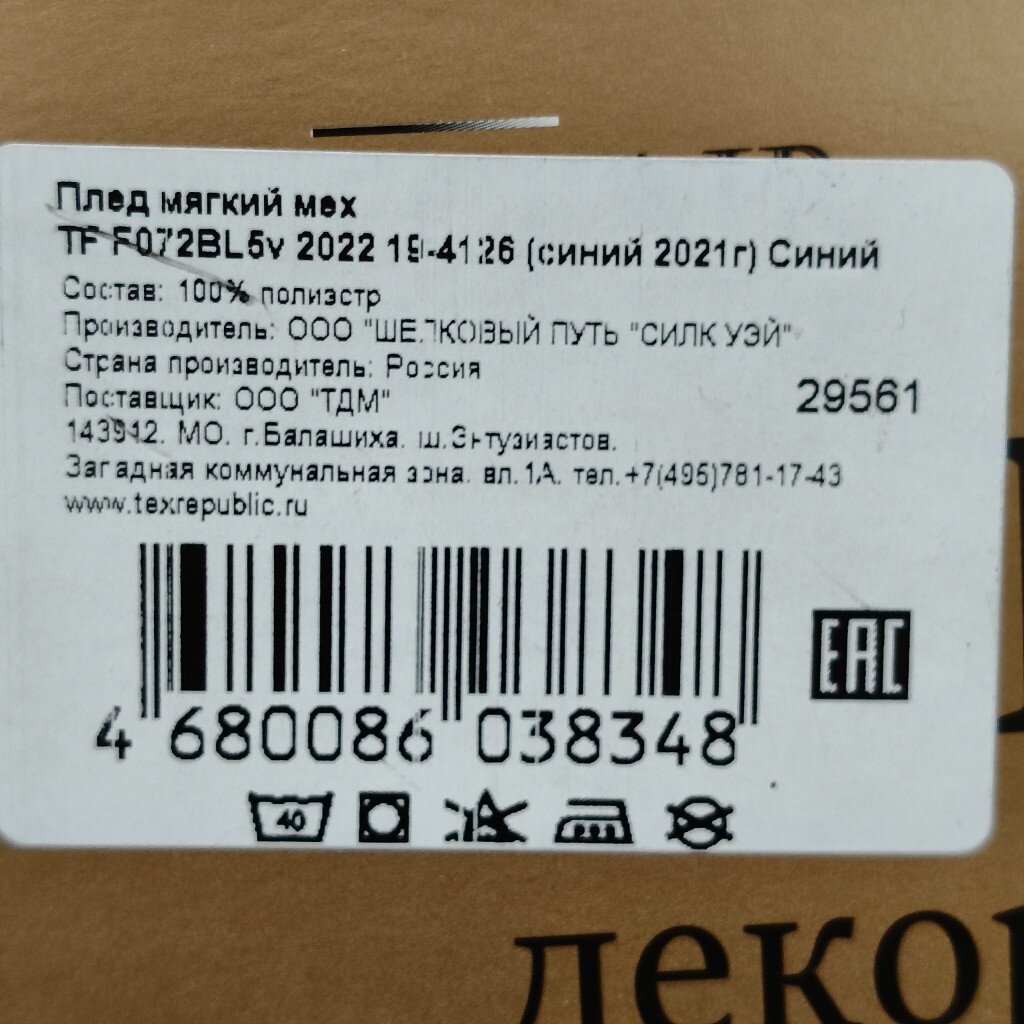 Плед мягкий мех
TF F072BL5v 2022 19-4126 (синий 2021г) Синий
Состав: 100% полиэстр
Производитель: ООО "ШЕЛКОВЫЙ ПУТЬ "СИЛК УЭЙ"
Страна производитель: Россия
Поставщик: ООО "ТДМ"
29561
143912. МО. г.Балашиха. ш.Энтузиастов.
Западная коммунальная зона. вл.1А. тел.+7(495)781-17-43
www.texrepublic.ru
EAC
4 680086 038348
40
декор